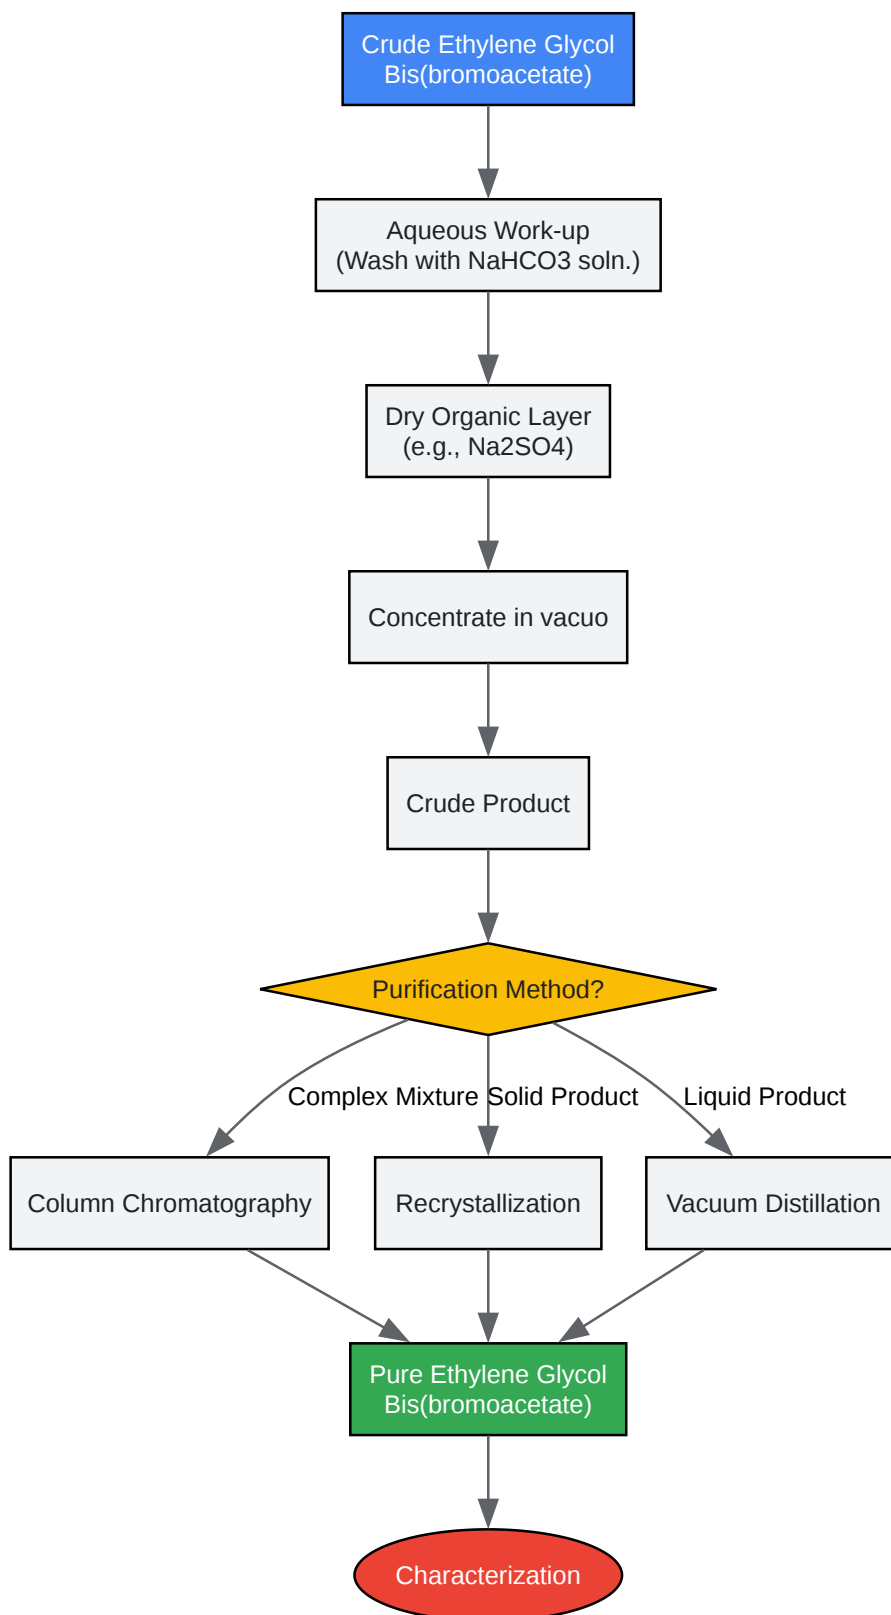 Crude Ethylene Glycol
Bis(bromoacetate)
Aqueous Work-up
(Wash with NaHCO3 soln.)
Dry Organic Layer
(e.g., Na2SO4)
Concentrate in vacuo
Crude Product
Purification Method?
Complex Mixture
Solid Product
Liquid Product
Column Chromatography
Recrystallization
Vacuum Distillation
Pure Ethylene Glycol
Bis(bromoacetate)
Characterization